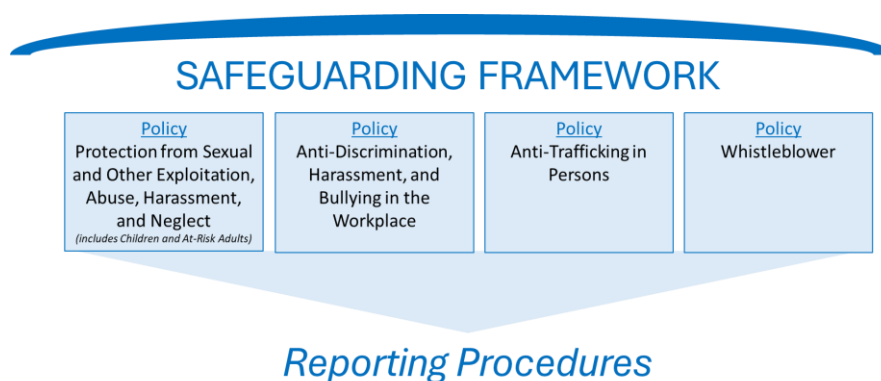 SAFEGUARDING FRAMEWORK
Policy
Protection from Sexual
and Other Exploitation,
Abuse, Harassment,
and Neglect
(includes Children and At-Risk Adults)
Policy
Anti-Discrimination,
Harassment, and
Bullying in the
Workplace
Policy
Anti-Trafficking in
Persons
Policy
Whistleblower
Reporting Procedures